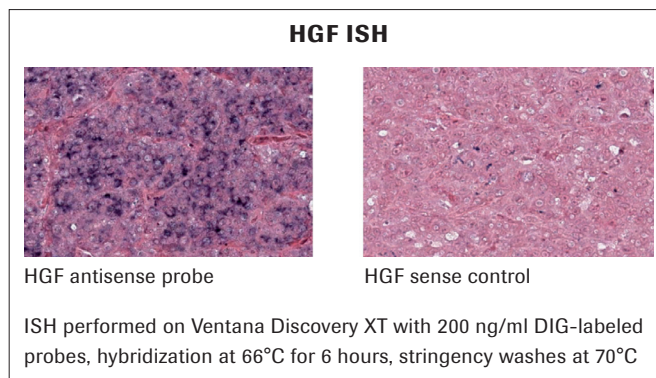 HGF ISH
HGF antisense probe
HGF sense control
ISH performed on Ventana Discovery XT with 200 ng/ml DIG-labeled
probes, hybridization at 66°C for 6 hours, stringency washes at 70°C